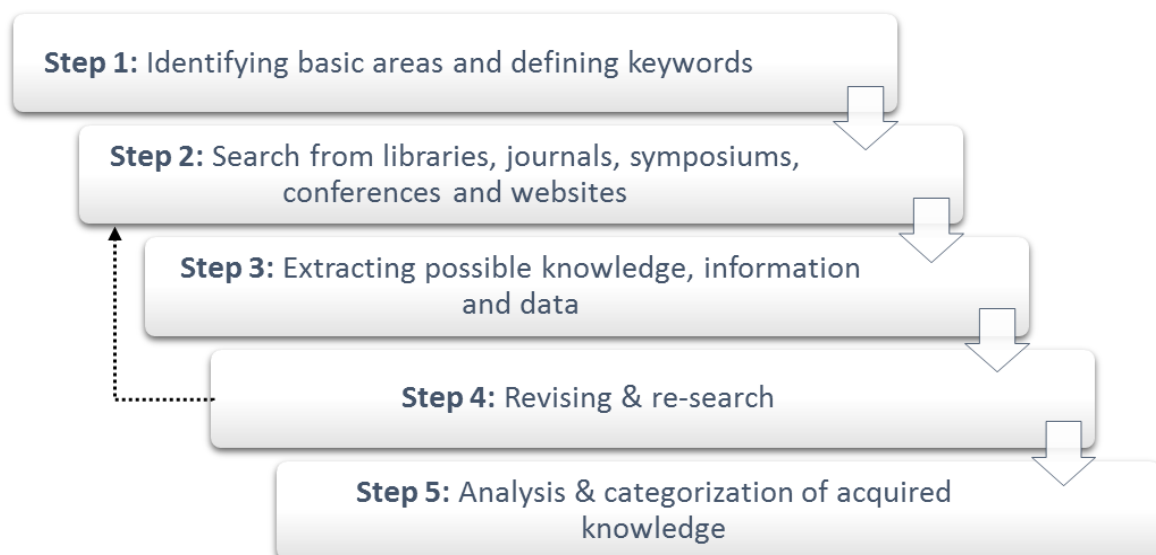 Step 1: Identifying basic areas and defining keywords
Step 2: Search from libraries, journals, symposiums,
conferences and websites
Step 3: Extracting possible knowledge, information
and data
Step 4: Revising & re-search
Step 5: Analysis & categorization of acquired
knowledge